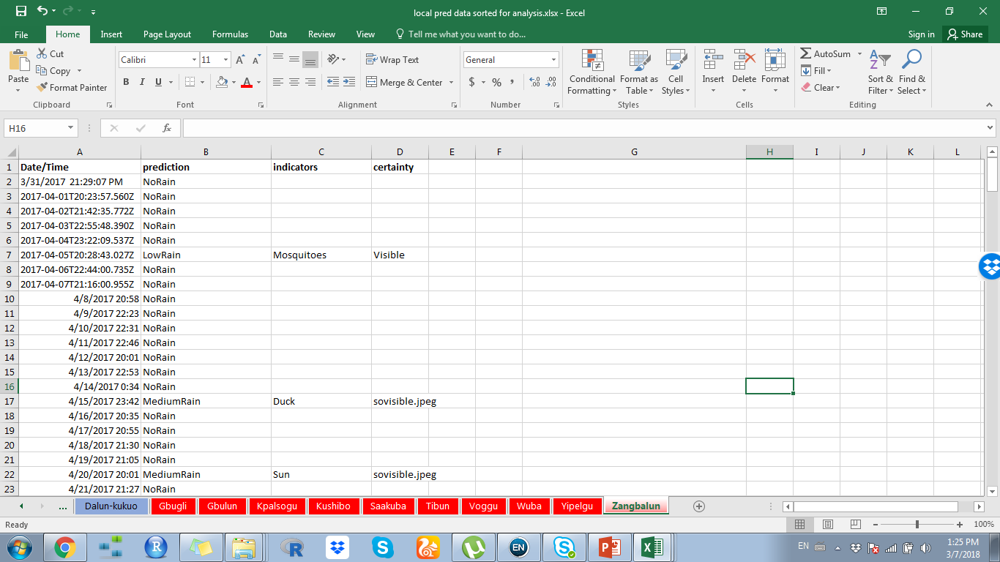 local pred data sorted for analysis.xlsx - Excel
File Home Insert Page Layout Formulas Data Review View Tell me what you want to do... Sign in Share
Paste
Cut
Copy
Format Painter
Clipboard
Calibri 11
B I U
Font
Wrap Text
Merge & Center
Alignment
General
$ % ,
Number
Conditional Formatting
Format as Table
Cell Styles
Styles
Insert Delete Format
Cells
AutoSum
Fill
Clear
Sort & Filter
Find & Select
Editing
H16 fx
A B C D E F G H I J K L
1 Date/Time prediction indicators certainty
2 3/31/2017 21:29:07 PM NoRain
3 2017-04-01T20:23:57.560Z NoRain
4 2017-04-02T21:42:35.772Z NoRain
5 2017-04-03T22:55:48.390Z NoRain
6 2017-04-04T23:22:09.537Z NoRain
7 2017-04-05T20:28:43.027Z LowRain Mosquitoes Visible
8 2017-04-06T22:44:00.735Z NoRain
9 2017-04-07T21:16:00.955Z NoRain
10 4/8/2017 20:58 NoRain
11 4/9/2017 22:23 NoRain
12 4/10/2017 22:31 NoRain
13 4/11/2017 22:46 NoRain
14 4/12/2017 20:01 NoRain
15 4/13/2017 22:53 NoRain
16 4/14/2017 0:34 NoRain
17 4/15/2017 23:42 MediumRain Duck sovisible.jpeg
18 4/16/2017 20:35 NoRain
19 4/17/2017 20:55 NoRain
20 4/18/2017 21:30 NoRain
21 4/19/2017 21:05 NoRain
22 4/20/2017 20:01 MediumRain Sun sovisible.jpeg
23 4/21/2017 21:27 NoRain
... Dalun-kukuo Gbugli Gbulun Kpalsogu Kushibo Saakuba Tibun Voggu Wuba Yipelgu Zangbalun
Ready 100%
EN 1:25 PM
3/7/2018